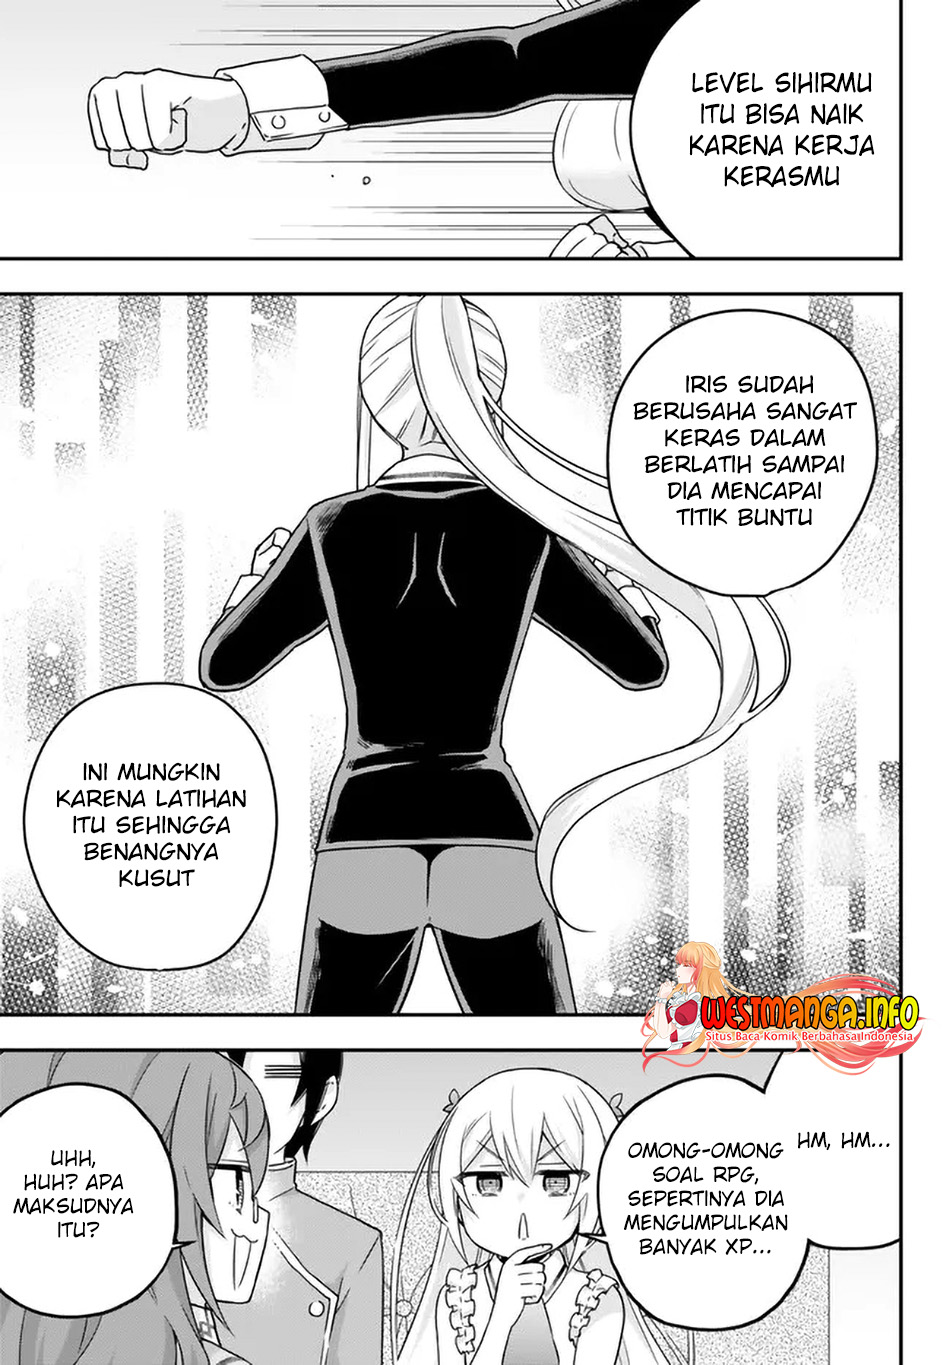 LEVEL SIHIRMU
ITU BISA NAIK
KARENA KERJA
KERASMU
IRIS SUDAH
BERUSAHA SANGAT
KERAS DALAM
BERLATIH SAMPAI
DIA MENCAPAI
TITIK BUNTU
INI MUNGKIN
KARENA LATIHAN
ITU SEHINGGA
BENANGNYA
KUSUT
WESTMANGA.INFO
Situs Baca Komik Berbahasa Indonesia
HM, HM...
OMONG-OMONG
SOAL RPG,
SEPERTINYA DIA
MENGUMPULKAN
BANYAK XP...
UHH,
HUH? APA
MAKSUDNYA
ITU?